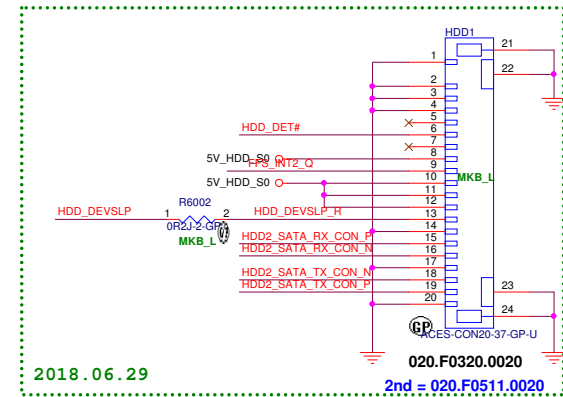 HDD1
21
1
22
2
3
4
5
HDD_DET#
6
7
5V_HDD_S0
8
FFS_INT2_Q
9
5V_HDD_S0
10
MKB_L
11
R6002
12
HDD_DEVSLP
1
2
HDD_DEVSLP_R
13
0R2J-2-GP
14
MKB_L
HDD2_SATA_RX_CON_P
15
HDD2_SATA_RX_CON_N
16
17
HDD2_SATA_TX_CON_N
18
HDD2_SATA_TX_CON_P
19
23
20
24
GP
ACES-CON20-37-GP-U
020.F0320.0020
2018.06.29
2nd = 020.F0511.0020